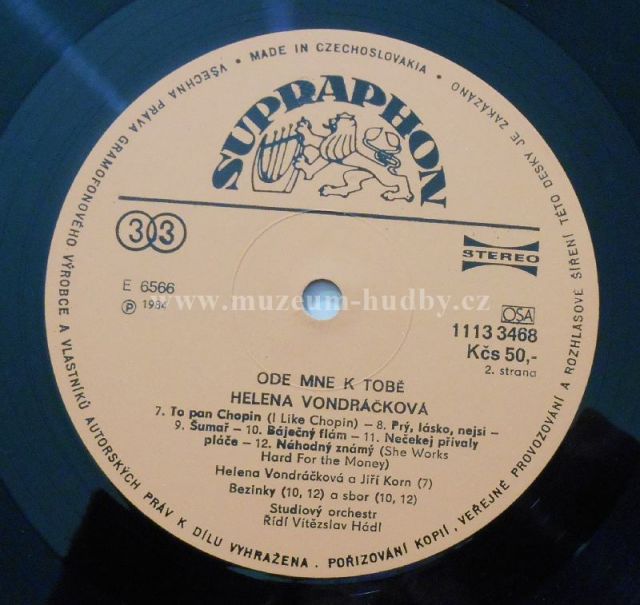 VŠECHNA PRÁVA GRAMOFONOVÉHO VÝROBCE A VLASTNÍKŮ AUTORSKÝCH PRÁV K DÍLU VYHRAŽENA . POŘIZOVÁNÍ KOPIÍ, VEŘEJNÉ PROVOZOVÁNÍ A ROZHLASOVÉ ŠÍŘENÍ TÉTO DESKY JE ZAKÁZÁNO
• MADE IN CZECHOSLOVAKIA •
SUPRAPHON
33
STEREO
E 6566
Ⓟ 1984
www.muzeum-hudby.cz
OSA
1113 3468
Kčs 50,-
2. strana
ODE MNE K TOBĚ
HELENA VONDRÁČKOVÁ
7. To pan Chopin (I Like Chopin) – 8. Prý, lásko, nejsi –
9. Šumař – 10. Báječný flám – 11. Nečekej přívaly
pláče – 12. Náhodný známý (She Works
Hard For the Money)
Helena Vondráčková a Jiří Korn (7)
Bezinky (10, 12) a sbor (10, 12)
Studiový orchestr
Řídí Vítězslav Hádl